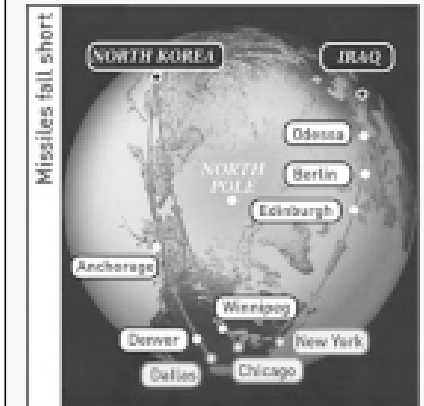 Missiles fall short
NORTH KOREA
IRAQ
Odessa
Berlin
NORTH
POLE
Edinburgh
Anchorage
Winnipeg
Denver
New York
Dallas
Chicago